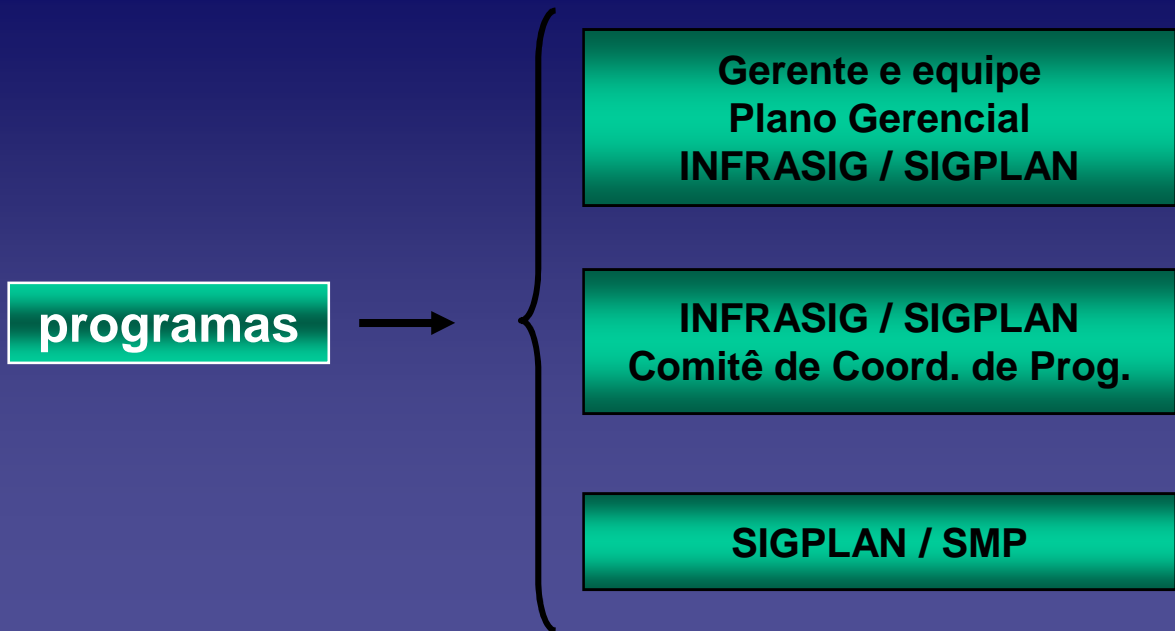 programas
Gerente e equipe
Plano Gerencial
INFRASIG / SIGPLAN
INFRASIG / SIGPLAN
Comitê de Coord. de Prog.
SIGPLAN / SMP